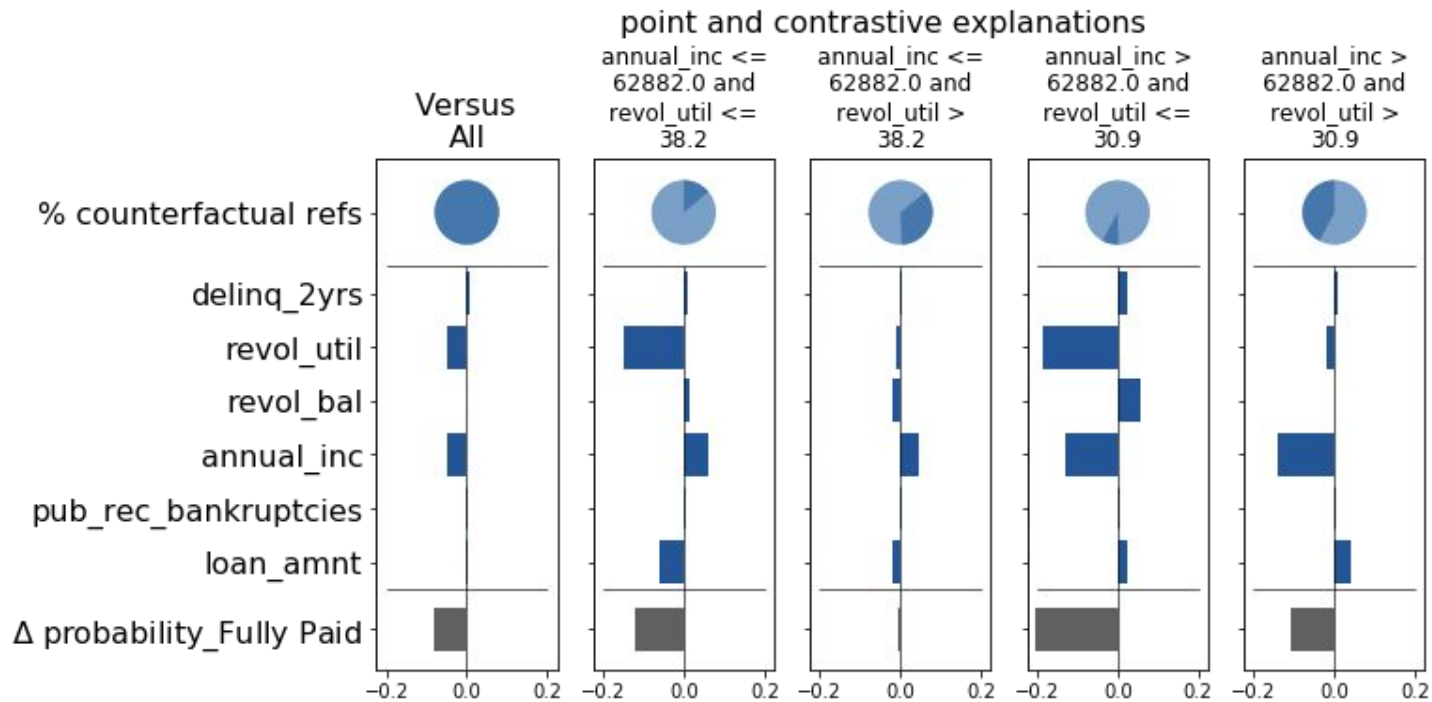 point and contrastive explanations
Versus
All
annual_inc <=
62882.0 and
revol_util <=
38.2
annual_inc <=
62882.0 and
revol_util >
38.2
annual_inc >
62882.0 and
revol_util <=
30.9
annual_inc >
62882.0 and
revol_util >
30.9
% counterfactual refs
delinq_2yrs
revol_util
revol_bal
annual_inc
pub_rec_bankruptcies
loan_amnt
Δ probability_Fully Paid
−0.2 0.0 0.2
−0.2 0.0 0.2
−0.2 0.0 0.2
−0.2 0.0 0.2
−0.2 0.0 0.2